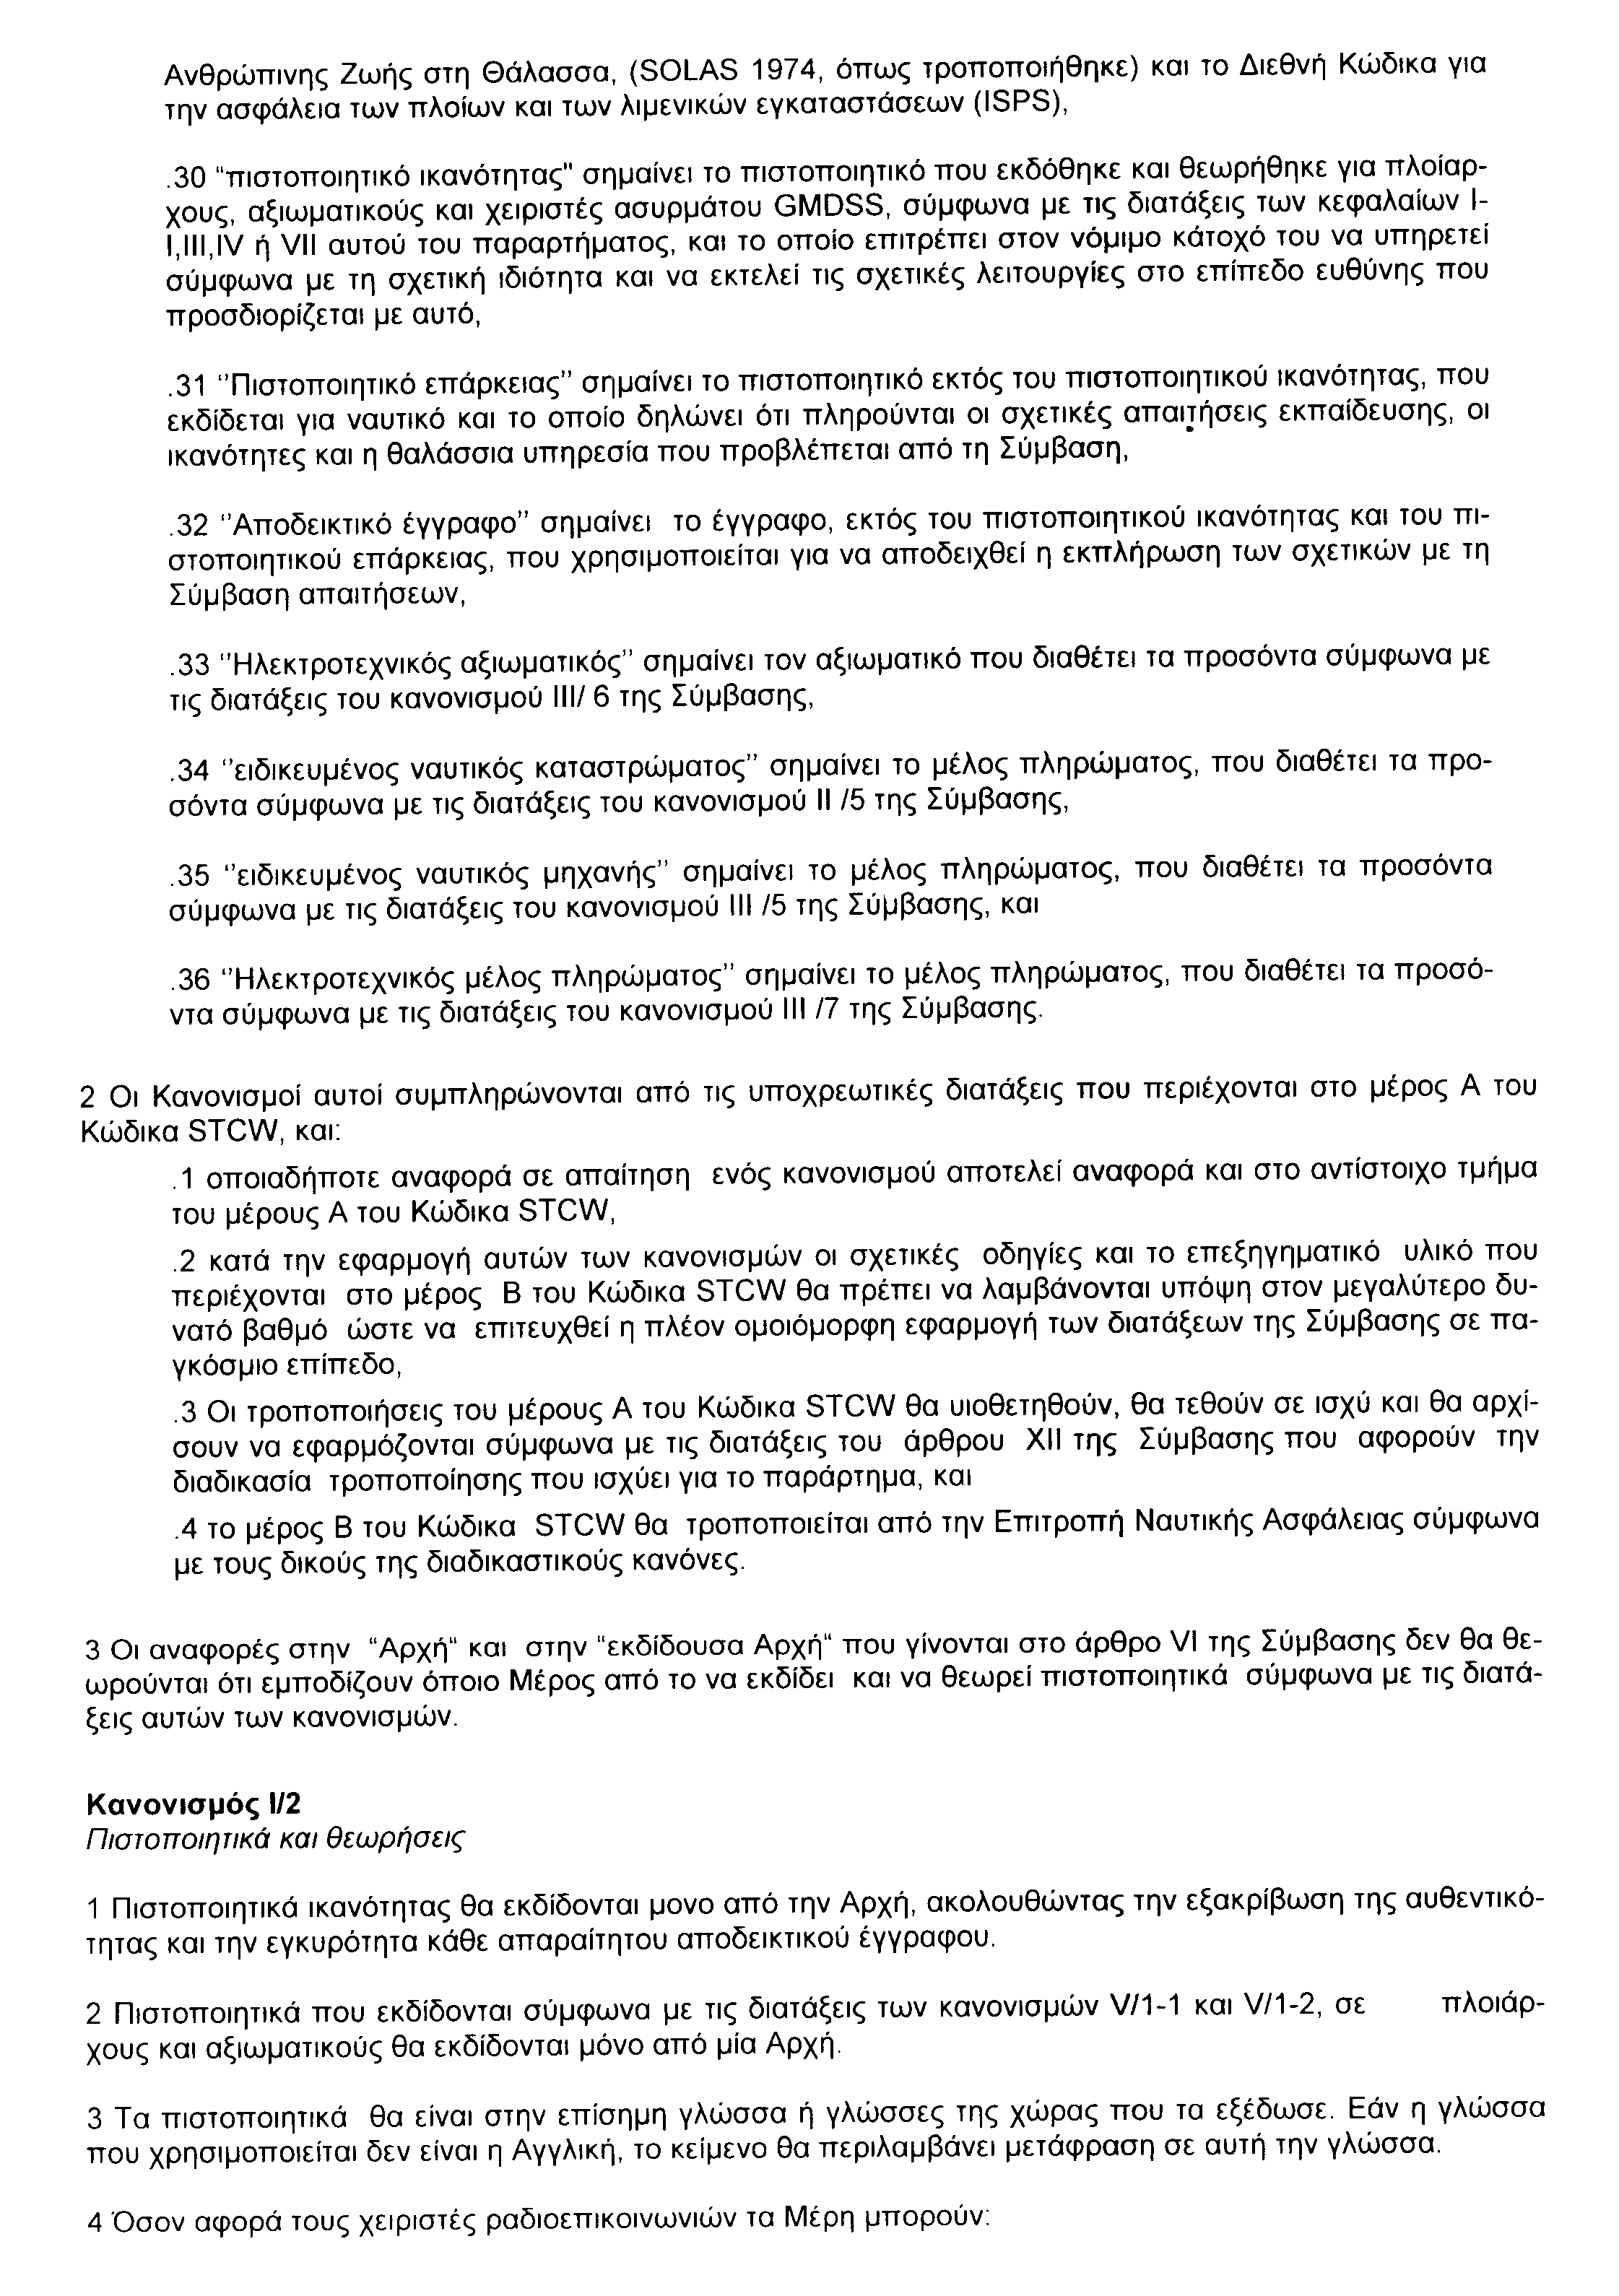 Ανθρώπινης Ζωής στη Θάλασσα, (SOLAS 1974, όπως τροποποιήθηκε) και το Διεθνή Κώδικα για
την ασφάλεια των πλοίων και των λιμενικών εγκαταστάσεων (ISPS),
.30 "πιστοποιητικό ικανότητας" σημαίνει το πιστοποιητικό που εκδόθηκε και θεωρήθηκε για πλοίαρ-
χους, αξιωματικούς και χειριστές ασυρμάτου GMDSS, σύμφωνα με τις διατάξεις των κεφαλαίων I-
I,III,IV ή VII αυτού του παραρτήματος, και το οποίο επιτρέπει στον νόμιμο κάτοχό του να υπηρετεί
σύμφωνα με τη σχετική ιδιότητα και να εκτελεί τις σχετικές λειτουργίες στο επίπεδο ευθύνης που
προσδιορίζεται με αυτό,
.31 "Πιστοποιητικό επάρκειας" σημαίνει το πιστοποιητικό εκτός του πιστοποιητικού ικανότητας, που
εκδίδεται για ναυτικό και το οποίο δηλώνει ότι πληρούνται οι σχετικές απαιτήσεις εκπαίδευσης, οι
ικανότητες και η θαλάσσια υπηρεσία που προβλέπεται από τη Σύμβαση,
.32 "Αποδεικτικό έγγραφο" σημαίνει το έγγραφο, εκτός του πιστοποιητικού ικανότητας και του πι-
στοποιητικού επάρκειας, που χρησιμοποιείται για να αποδειχθεί η εκπλήρωση των σχετικών με τη
Σύμβαση απαιτήσεων,
.33 "Ηλεκτροτεχνικός αξιωματικός" σημαίνει τον αξιωματικό που διαθέτει τα προσόντα σύμφωνα με
τις διατάξεις του κανονισμού III/ 6 της Σύμβασης,
.34 "ειδικευμένος ναυτικός καταστρώματος" σημαίνει το μέλος πληρώματος, που διαθέτει τα προ-
σόντα σύμφωνα με τις διατάξεις του κανονισμού II /5 της Σύμβασης,
.35 "ειδικευμένος ναυτικός μηχανής" σημαίνει το μέλος πληρώματος, που διαθέτει τα προσόντα
σύμφωνα με τις διατάξεις του κανονισμού III /5 της Σύμβασης, και
.36 "Ηλεκτροτεχνικός μέλος πληρώματος" σημαίνει το μέλος πληρώματος, που διαθέτει τα προσό-
ντα σύμφωνα με τις διατάξεις του κανονισμού III /7 της Σύμβασης.
2 Οι Κανονισμοί αυτοί συμπληρώνονται από τις υποχρεωτικές διατάξεις που περιέχονται στο μέρος Α του
Κώδικα STCW, και:
.1 οποιαδήποτε αναφορά σε απαίτηση ενός κανονισμού αποτελεί αναφορά και στο αντίστοιχο τμήμα
του μέρους Α του Κώδικα STCW,
.2 κατά την εφαρμογή αυτών των κανονισμών οι σχετικές οδηγίες και το επεξηγηματικό υλικό που
περιέχονται στο μέρος Β του Κώδικα STCW θα πρέπει να λαμβάνονται υπόψη στον μεγαλύτερο δυ-
νατό βαθμό ώστε να επιτευχθεί η πλέον ομοιόμορφη εφαρμογή των διατάξεων της Σύμβασης σε πα-
γκόσμιο επίπεδο,
.3 Οι τροποποιήσεις του μέρους Α του Κώδικα STCW θα υιοθετηθούν, θα τεθούν σε ισχύ και θα αρχί-
σουν να εφαρμόζονται σύμφωνα με τις διατάξεις του άρθρου XII της Σύμβασης που αφορούν την
διαδικασία τροποποίησης που ισχύει για το παράρτημα, και
.4 το μέρος Β του Κώδικα STCW θα τροποποιείται από την Επιτροπή Ναυτικής Ασφάλειας σύμφωνα
με τους δικούς της διαδικαστικούς κανόνες.
3 Οι αναφορές στην "Αρχή" και στην "εκδίδουσα Αρχή" που γίνονται στο άρθρο VI της Σύμβασης δεν θα θε-
ωρούνται ότι εμποδίζουν όποιο Μέρος από το να εκδίδει και να θεωρεί πιστοποιητικά σύμφωνα με τις διατά-
ξεις αυτών των κανονισμών.
Κανονισμός I/2
Πιστοποιητικά και θεωρήσεις
1 Πιστοποιητικά ικανότητας θα εκδίδονται μονο από την Αρχή, ακολουθώντας την εξακρίβωση της αυθεντικό-
τητας και την εγκυρότητα κάθε απαραίτητου αποδεικτικού έγγραφου.
2 Πιστοποιητικά που εκδίδονται σύμφωνα με τις διατάξεις των κανονισμών V/1-1 και V/1-2, σε πλοιάρ-
χους και αξιωματικούς θα εκδίδονται μόνο από μία Αρχή.
3 Τα πιστοποιητικά θα είναι στην επίσημη γλώσσα ή γλώσσες της χώρας που τα εξέδωσε. Εάν η γλώσσα
που χρησιμοποιείται δεν είναι η Αγγλική, το κείμενο θα περιλαμβάνει μετάφραση σε αυτή την γλώσσα.
4 Όσον αφορά τους χειριστές ραδιοεπικοινωνιών τα Μέρη μπορούν: